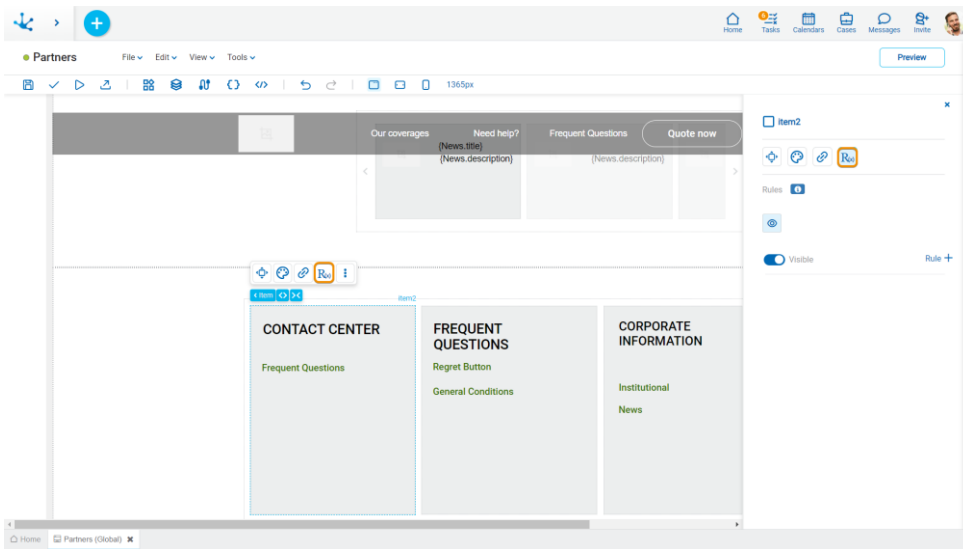 6
Home
Tasks
Calendars
Cases
Messages
Invite
Partners
File
Edit
View
Tools
Preview
1365px
Our coverages
Need help?
Frequent Questions
Quote now
{News.title}
{News.description}
{News.description}
item
item2
CONTACT CENTER
Frequent Questions
FREQUENT
QUESTIONS
Regret Button
General Conditions
CORPORATE
INFORMATION
Institutional
News
×
item2
Rules
Visible
Rule +
Home
Partners (Global)